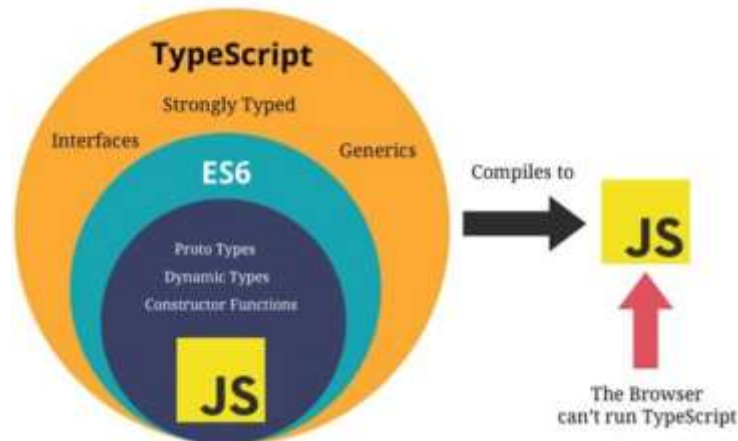 TypeScript
Strongly Typed
Interfaces
Generics
ES6
Proto Types
Dynamic Types
Constructor Functions
JS
Compiles to
JS
The Browser
can't run TypeScript